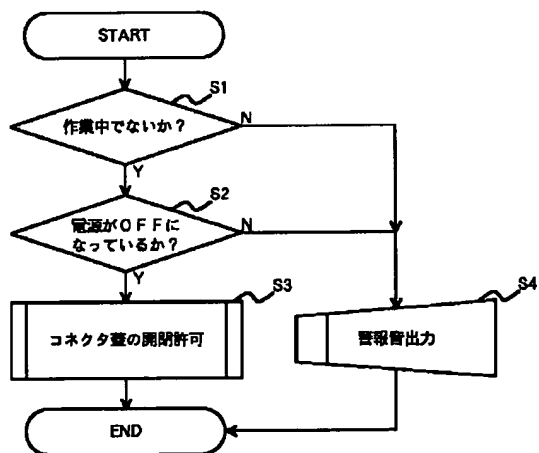 START
S1
作業中でないか？
N
Y
S2
電源がＯＦＦに
なっているか？
N
Y
S3
コネクタ蓋の開閉許可
S4
警報音出力
END